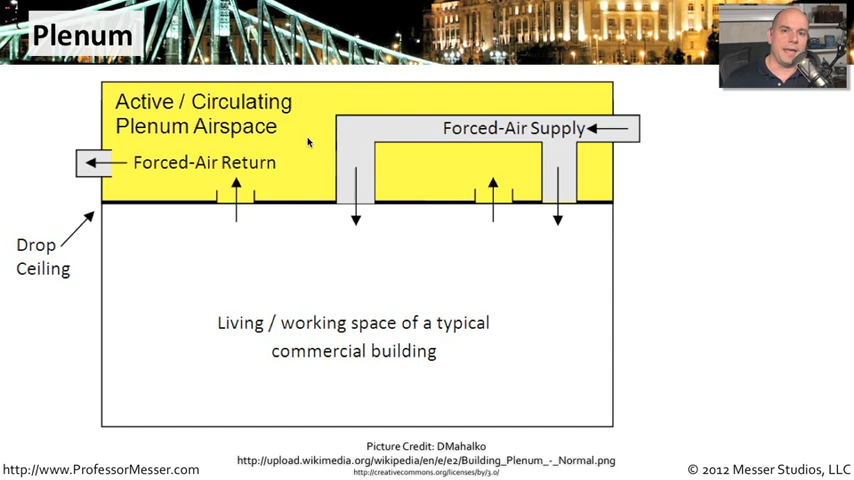 Plenum
Active / Circulating
Plenum Airspace
Forced-Air Supply
Forced-Air Return
Drop
Ceiling
Living / working space of a typical
commercial building
Picture Credit: DMahalko
http://upload.wikimedia.org/wikipedia/en/e/e2/Building_Plenum_-_Normal.png
http://creativecommons.org/licenses/by/3.0/
http://www.ProfessorMesser.com
© 2012 Messer Studios, LLC